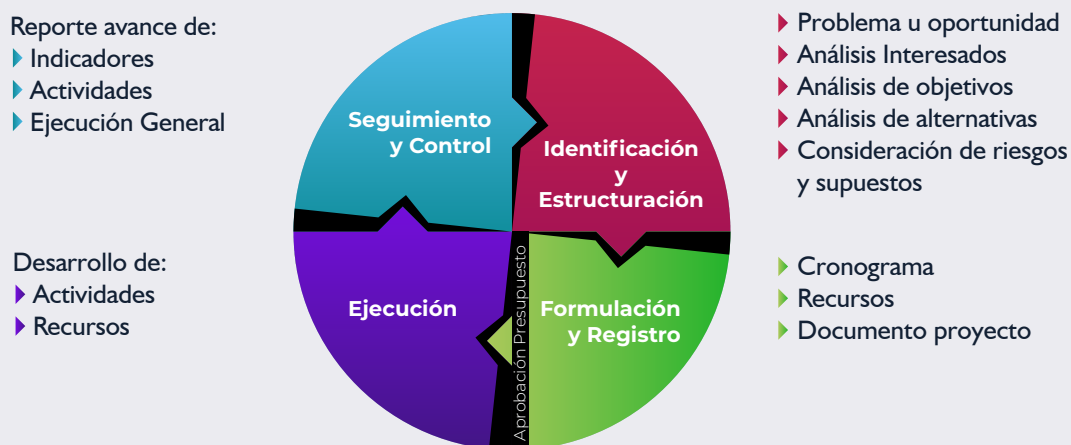 Reporte avance de:
Indicadores
Actividades
Ejecución General
Seguimiento
y Control
Problema u oportunidad
Análisis Interesados
Análisis de objetivos
Análisis de alternativas
Consideración de riesgos
y supuestos
Identificación
y
Estructuración
Desarrollo de:
Actividades
Recursos
Ejecución
Aprobación Presupuesto
Formulación
y Registro
Cronograma
Recursos
Documento proyecto